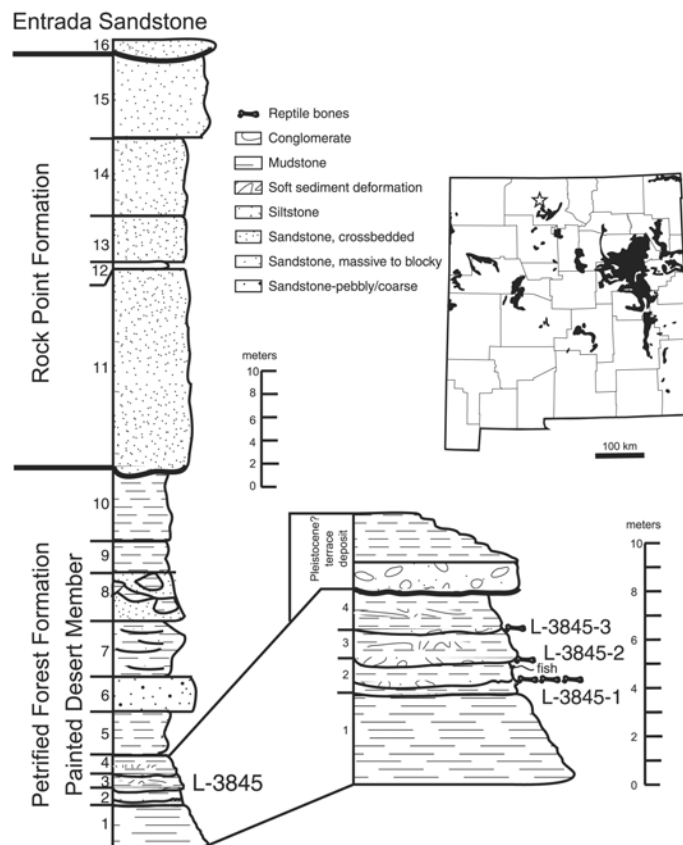 Entrada Sandstone
16
15
14
13
12
11
10
9
8
7
6
5
4
3
2
1
Rock Point Formation
Petrified Forest Formation
Painted Desert Member
L-3845
Reptile bones
Conglomerate
Mudstone
Soft sediment deformation
Siltstone
Sandstone, crossbedded
Sandstone, massive to blocky
Sandstone-pebbly/coarse
meters
10
8
6
4
2
0
100 km
Pleistocene?
terrace
deposit
4
3
2
1
L-3845-3
L-3845-2
fish
L-3845-1
meters
10
8
6
4
2
0